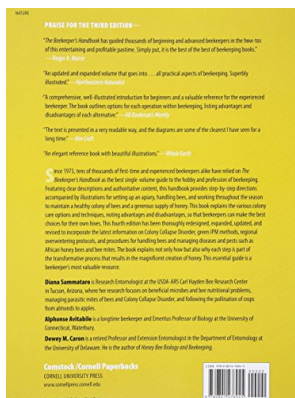 NATURE
PRAISE FOR THE THIRD EDITION—
"The Beekeeper's Handbook has guided thousands of beginning and advanced beekeepers in the how-tos
of this entertaining and profitable pastime. Simply put, it is the best of the best of beekeeping books."
—Roger A. Morse
"An updated and expanded volume that goes into . . . all practical aspects of beekeeping. Superbly
illustrated."—Northeastern Naturalist
"A comprehensive, well-illustrated introduction for beginners and a valuable reference for the experienced
beekeeper. The book outlines options for each operation within beekeeping, listing advantages and
disadvantages of each alternative."—AB Bookman's Weekly
"The text is presented in a very readable way, and the diagrams are some of the clearest I have seen for a
long time."—Bee Craft
"An elegant reference book with beautiful illustrations."—Whole Earth
Since 1973, tens of thousands of first-time and experienced beekeepers alike have relied on The
Beekeeper's Handbook as the best single-volume guide to the hobby and profession of beekeeping.
Featuring clear descriptions and authoritative content, this handbook provides step-by-step directions
accompanied by illustrations for setting up an apiary, handling bees, and working throughout the season
to maintain a healthy colony of bees and a generous supply of honey. This book explains the various colony
care options and techniques, noting advantages and disadvantages, so that beekeepers can make the best
choices for their own hives. This fourth edition has been thoroughly redesigned, expanded, updated, and
revised to incorporate the latest information on Colony Collapse Disorder, green IPM methods, regional
overwintering protocols, and procedures for handling bees and managing diseases and pests such as
African honey bees and bee mites. The book explains not only how but also why each step is part of
the transformative process that results in the magnificent creation of honey. This essential guide is a
beekeeper's most valuable resource.
Diana Sammataro is Research Entomologist at the USDA-ARS Carl Hayden Bee Research Center
in Tucson, Arizona, where her research focuses on beneficial microbes and bee nutritional problems,
managing parasitic mites of bees and Colony Collapse Disorder, and following the pollination of crops
from almonds to apples.
Alphonse Avitabile is a longtime beekeeper and Emeritus Professor of Biology at the University of
Connecticut, Waterbury.
Dewey M. Caron is a retired Professor and Extension Specialist in the Department of Entomology at
the University of Delaware. He is the author of Honey Bee Biology and Beekeeping.
Comstock/Cornell Paperbacks
CORNELL UNIVERSITY PRESS
www.cornellpress.cornell.edu